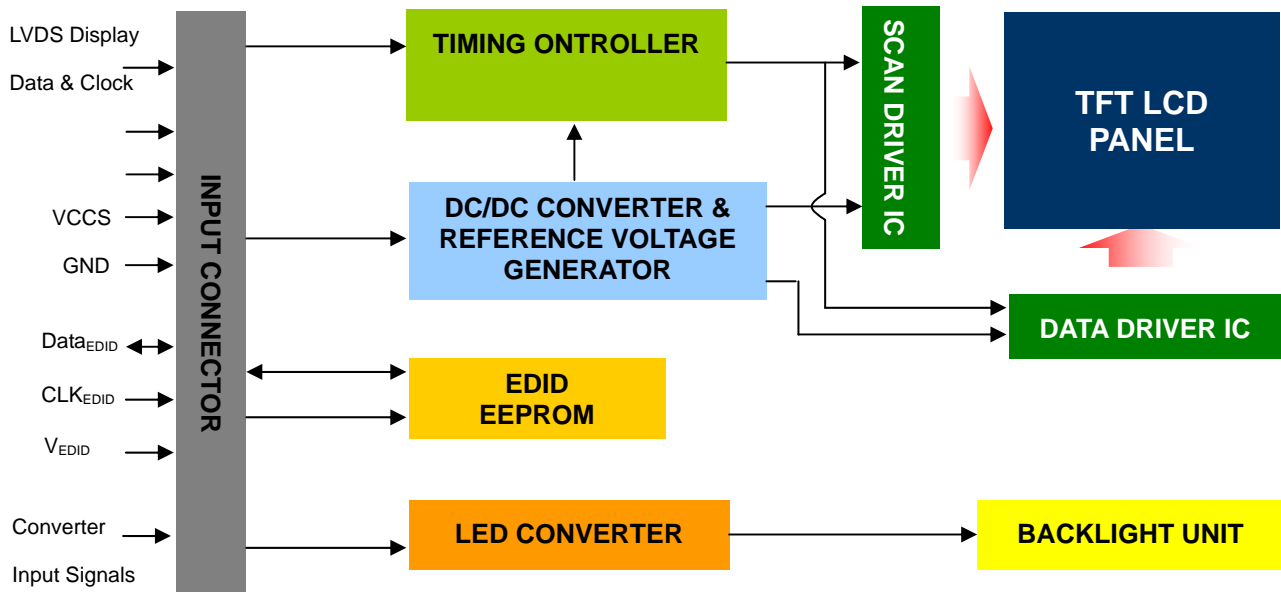 LVDS Display
Data & Clock
VCCS
GND
DataEDID
CLKEDID
VEDID
Converter
Input Signals
INPUT CONNECTOR
TIMING ONTROLLER
DC/DC CONVERTER &
REFERENCE VOLTAGE
GENERATOR
EDID
EEPROM
LED CONVERTER
SCAN DRIVER IC
TFT LCD
PANEL
DATA DRIVER IC
BACKLIGHT UNIT